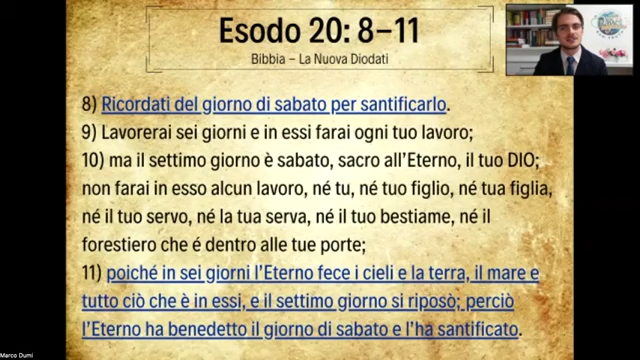 Esodo 20: 8–11
Bibbia – La Nuova Diodati
8) Ricordati del giorno di sabato per santificarlo.
9) Lavorerai sei giorni e in essi farai ogni tuo lavoro;
10) ma il settimo giorno è sabato, sacro all’Eterno, il tuo DIO;
non farai in esso alcun lavoro, né tu, né tuo figlio, né tua figlia,
né il tuo servo, né la tua serva, né il tuo bestiame, né il
forestiero che é dentro alle tue porte;
11) poiché in sei giorni l’Eterno fece i cieli e la terra, il mare e
tutto ciò che è in essi, e il settimo giorno si riposò; perciò
l’Eterno ha benedetto il giorno di sabato e l’ha santificato.
Marco Dumi